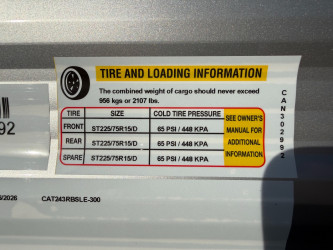 TIRE AND LOADING INFORMATION
The combined weight of cargo should never exceed
956 kgs or 2107 lbs.
TIRE SIZE COLD TIRE PRESSURE
FRONT ST225/75R15/D 65 PSI / 448 KPA
REAR ST225/75R15/D 65 PSI / 448 KPA
SPARE ST225/75R15/D 65 PSI / 448 KPA
SEE OWNER'S
MANUAL FOR
ADDITIONAL
INFORMATION
CAN302992
92
/2026
CAT243RBSLE-300